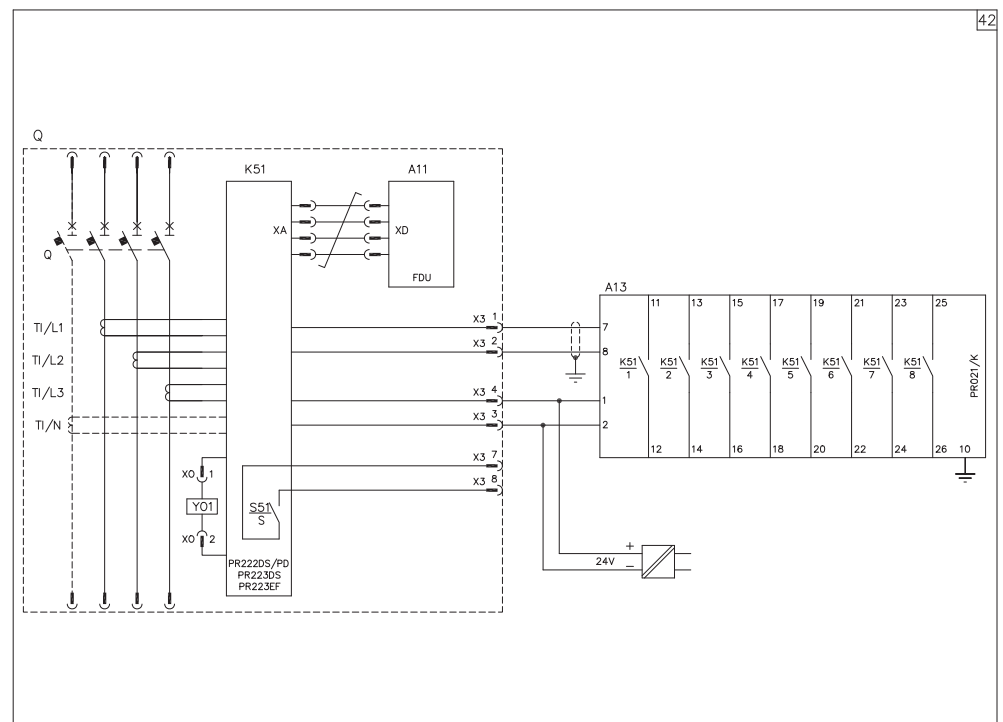 42
Q
K51
A11
XA
XD
Q
FDU
A13
11 13 15 17 19 21 23 25
TI/L1
X3 1
7
TI/L2
X3 2
8
K51 K51 K51 K51 K51 K51 K51 K51
1 2 3 4 5 6 7 8
PR021/K
TI/L3
X3 4
1
TI/N
X3 3
2
12 14 16 18 20 22 24 26 10
X3 7
X0 1
X3 8
Y01
S51
S
X0 2
+
24V
−
PR222DS/PD
PR223DS
PR223EF